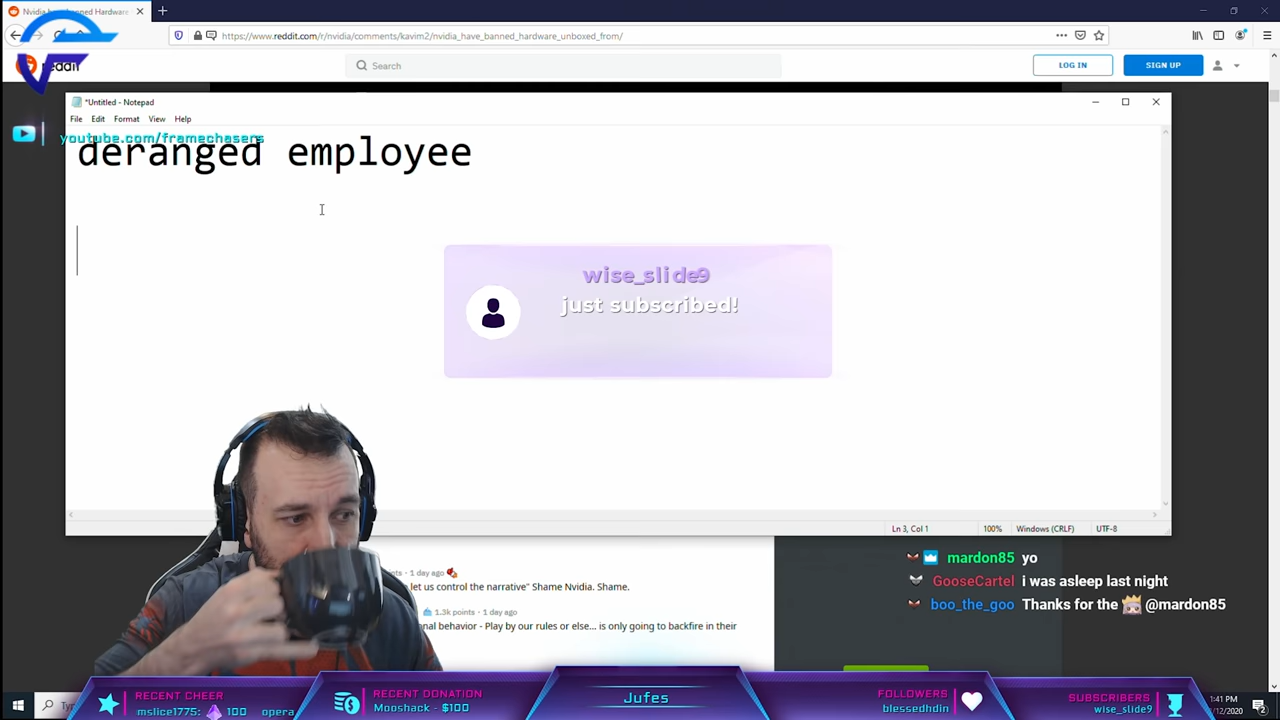 Nvidia have banned Hardware
https://www.reddit.com/r/nvidia/comments/kavim2/nvidia_have_banned_hardware_unboxed_from/
reddit
Search
LOG IN
SIGN UP
*Untitled - Notepad
File Edit Format View Help
youtube.com/framechasers
deranged employee
wise_slide9
just subscribed!
Ln 3, Col 1
100%
Windows (CRLF)
UTF-8
1 day ago
let us control the narrative" Shame Nvidia. Shame.
1.3k points · 1 day ago
behavior - Play by our rules or else... is only going to backfire in their
mardon85 yo
GooseCartel i was asleep last night
boo_the_goo Thanks for the @mardon85
RECENT CHEER
mslice1775: 100 opera
RECENT DONATION
Mooshack - $100
Jufes
FOLLOWERS
blessedhdin
SUBSCRIBERS
wise_slide9
1:41 PM
/12/2020
2